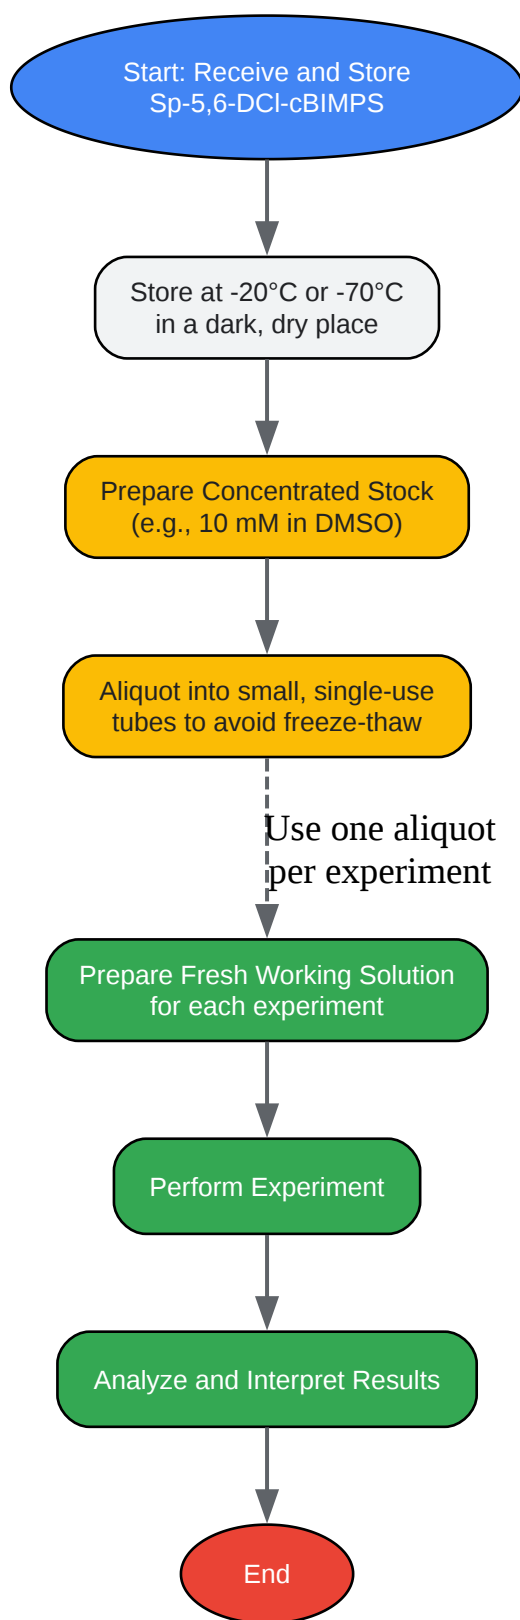 Start: Receive and Store
Sp-5,6-DCl-cBIMPS
Store at -20°C or -70°C
in a dark, dry place
Prepare Concentrated Stock
(e.g., 10 mM in DMSO)
Aliquot into small, single-use
tubes to avoid freeze-thaw
Use one aliquot
per experiment
Prepare Fresh Working Solution
for each experiment
Perform Experiment
Analyze and Interpret Results
End